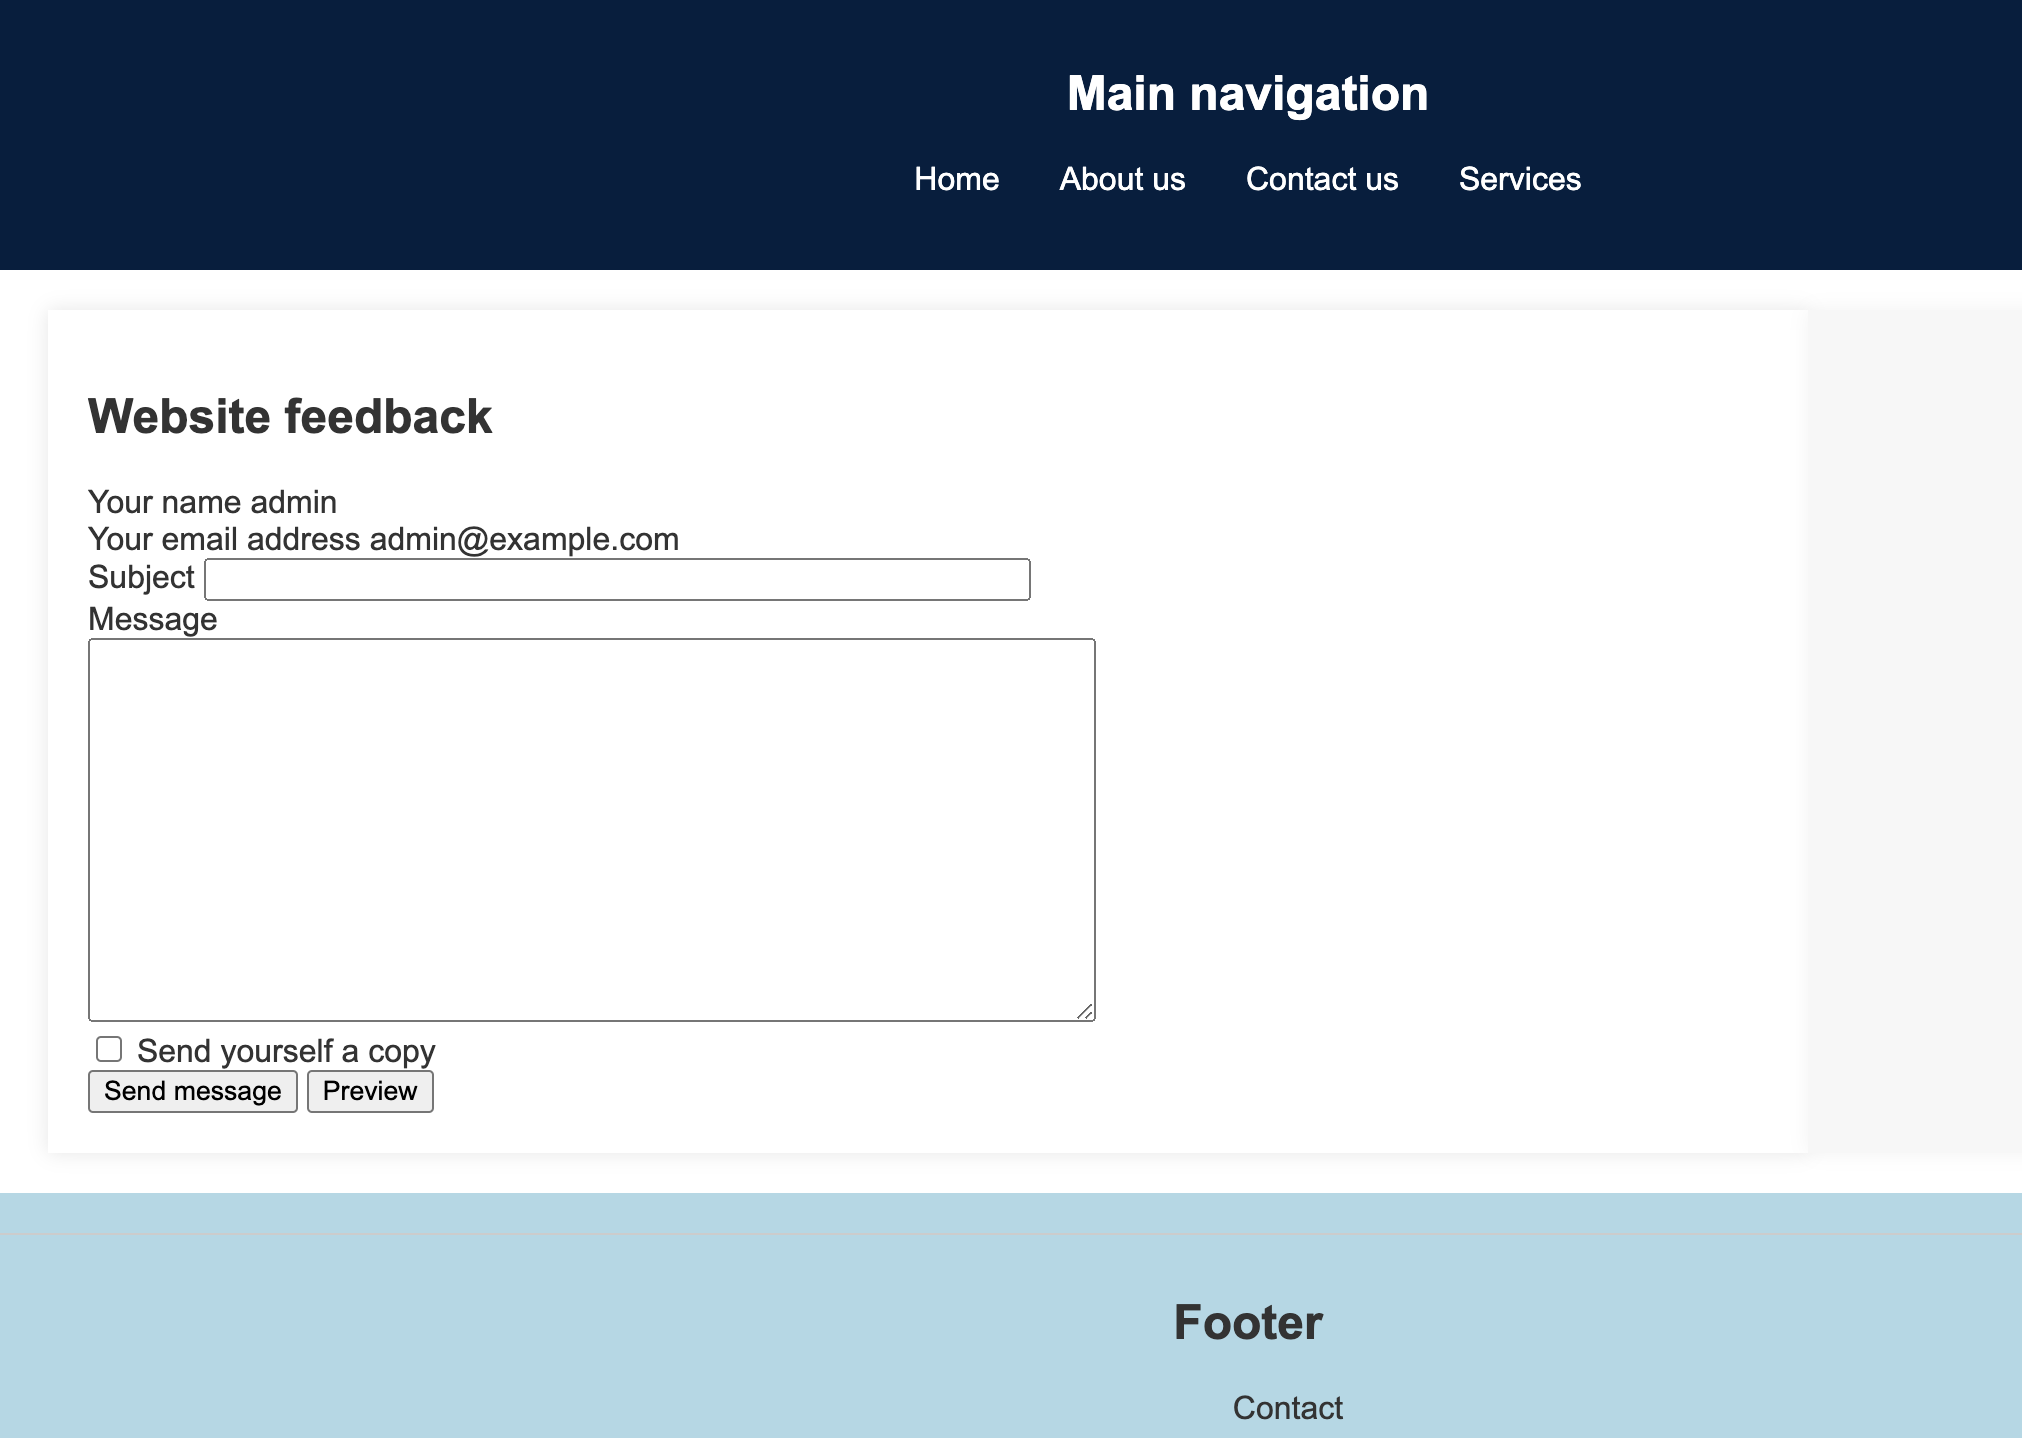 Main navigation
Home About us Contact us Services
Website feedback
Your name admin
Your email address admin@example.com
Subject
Message
Send yourself a copy
Send message Preview
Footer
Contact